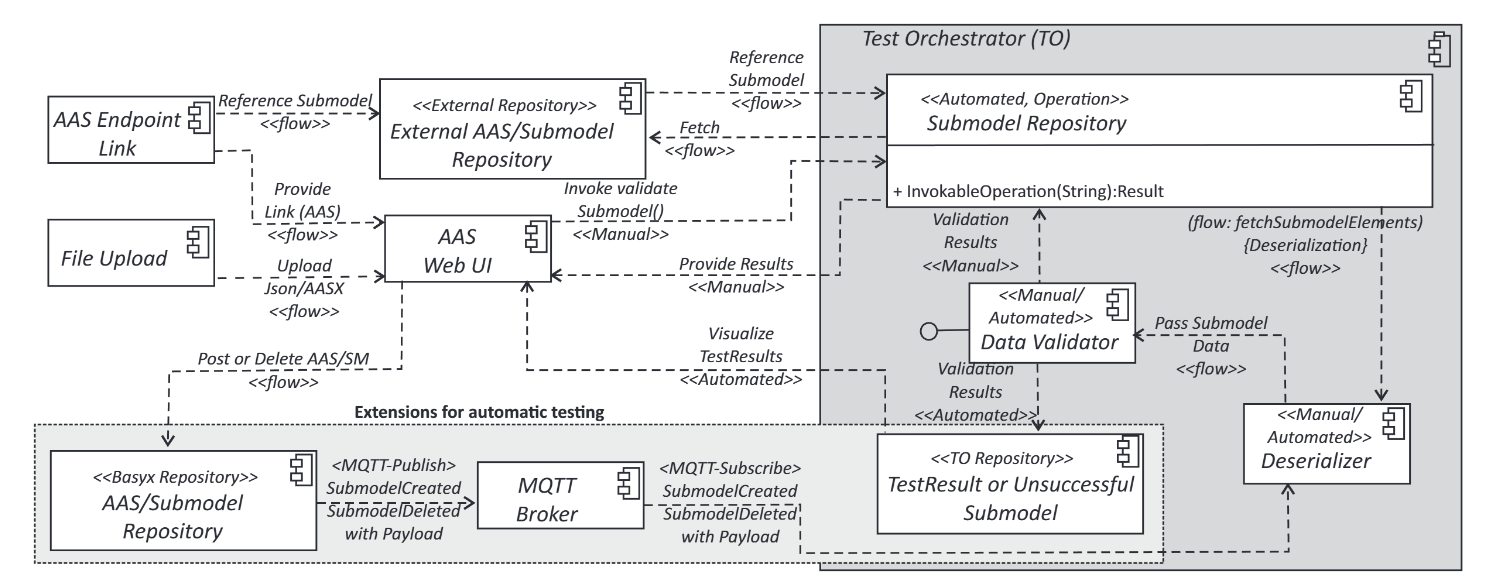 Test Orchestrator (TO)
Reference
Submodel
<<flow>>
Reference Submodel
<<flow>>
AAS Endpoint
Link
<<External Repository>>
External AAS/Submodel
Repository
<<Automated, Operation>>
Submodel Repository
+ InvokableOperation(String):Result
Fetch
<<flow>>
Provide
Link (AAS)
<<flow>>
Invoke validate
Submodel()
<<Manual>>
File Upload
AAS
Web UI
Upload
Json/AASX
<<flow>>
Provide Results
<<Manual>>
Validation
Results
<<Manual>>
(flow: fetchSubmodelElements)
{Deserialization}
<<flow>>
<<Manual/
Automated>>
Data Validator
Pass Submodel
Data
<<flow>>
Visualize
TestResults
<<Automated>>
Post or Delete AAS/SM
<<flow>>
Validation
Results
<<Automated>>
<<Manual/
Automated>>
Deserializer
Extensions for automatic testing
<<Basyx Repository>>
AAS/Submodel
Repository
<MQTT-Publish>
SubmodelCreated
SubmodelDeleted
with Payload
MQTT
Broker
<MQTT-Subscribe>
SubmodelCreated
SubmodelDeleted
with Payload
<<TO Repository>>
TestResult or Unsuccessful
Submodel